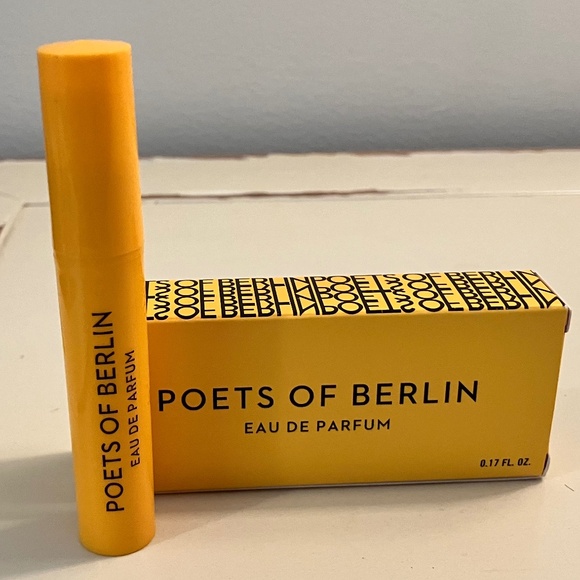 POETS OF BERLIN
EAU DE PARFUM
POETS OF BERLIN
EAU DE PARFUM
0.17 FL. OZ.